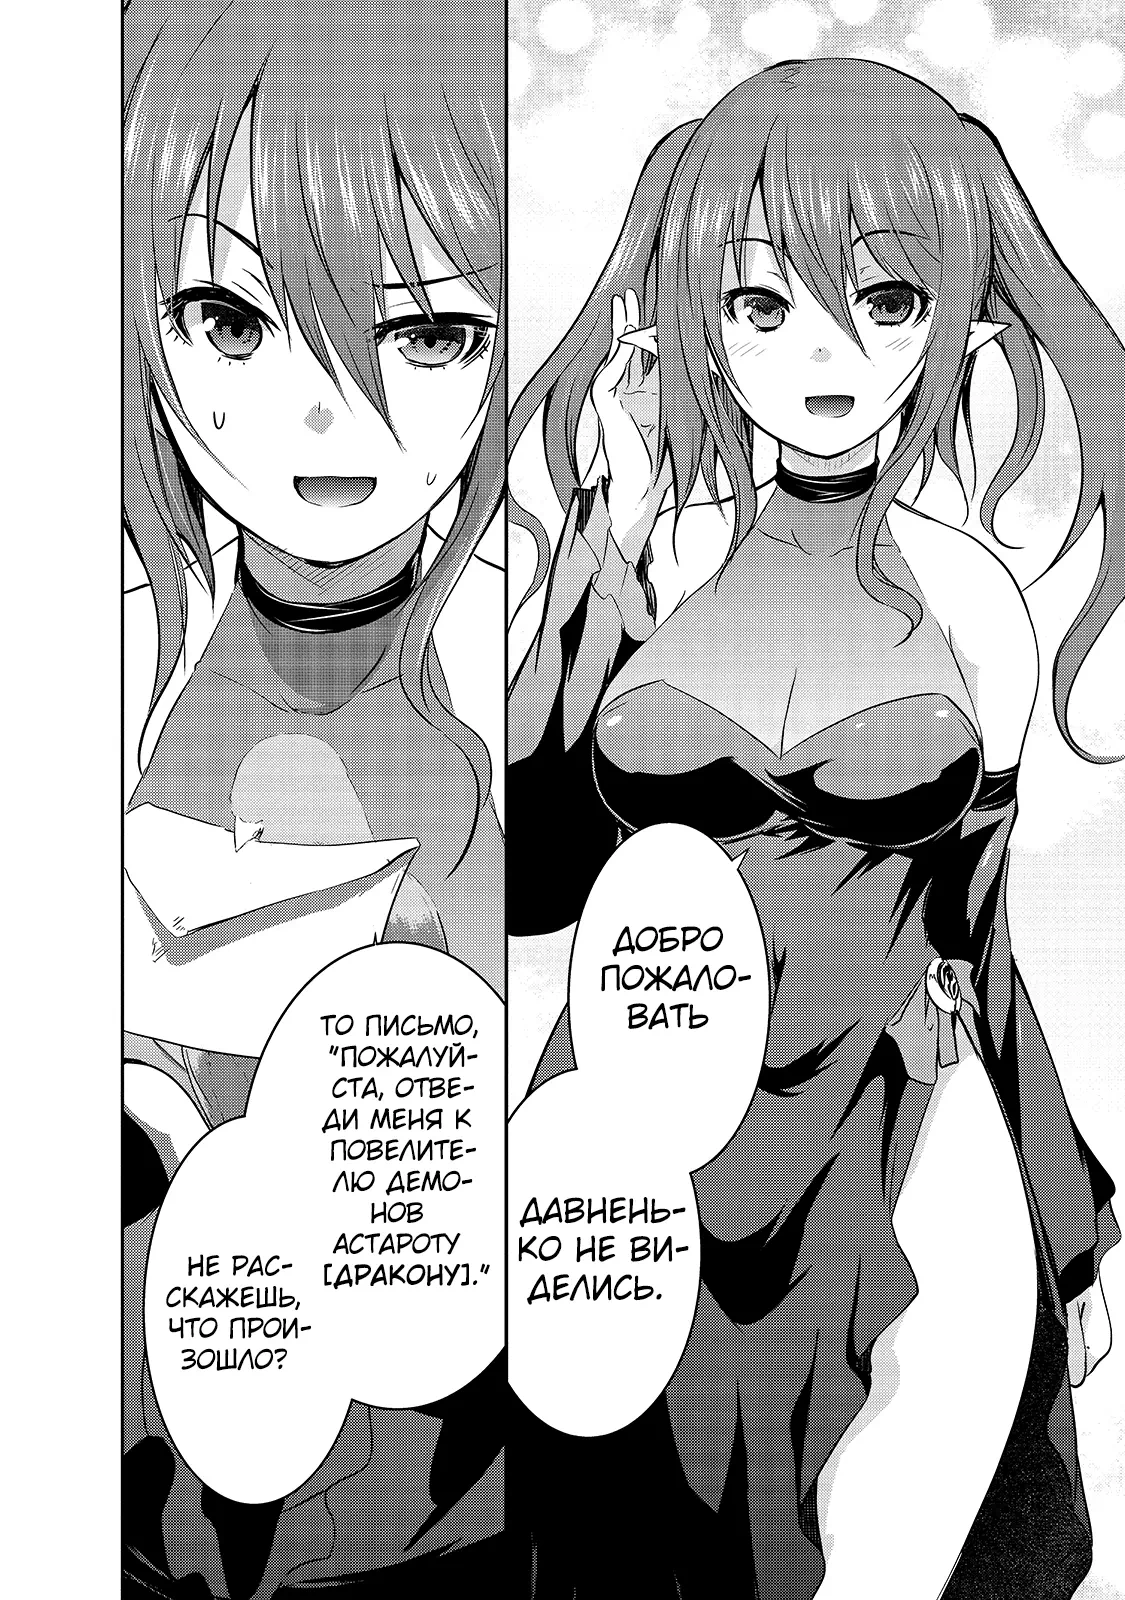 ДОБРО
ПОЖАЛО-
ВАТЬ
ДАВНЕНЬ-
КО НЕ ВИ-
ДЕЛИСЬ.
ТО ПИСЬМО,
"ПОЖАЛУЙ-
СТА, ОТВЕ-
ДИ МЕНЯ К
ПОВЕЛИТЕ-
ЛЮ ДЕМО-
НОВ
АСТАРОТУ
[ДРАКОНУ]."
НЕ РАС-
СКАЖЕШЬ,
ЧТО ПРОИ-
ЗОШЛО?